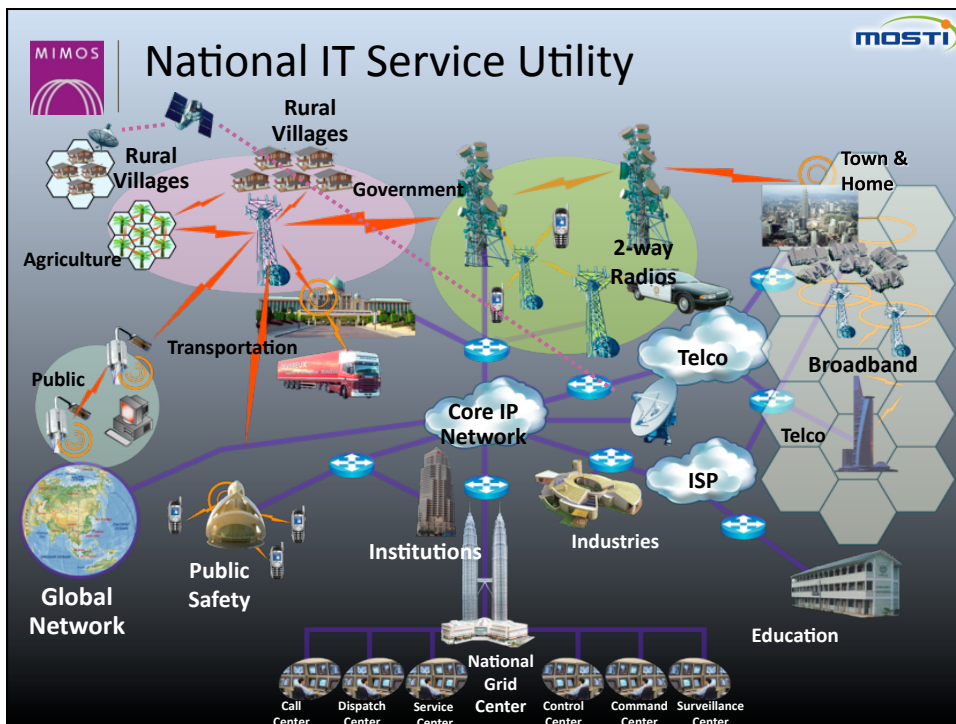 MIMOS
National IT Service Utility
MOSTI
Rural
Villages
Rural
Villages
Government
Town &
Home
Agriculture
2-way
Radios
Transportation
Telco
Broadband
Public
Core IP
Network
Telco
ISP
Institutions
Industries
Public
Safety
Global
Network
Education
National
Grid
Center
Call
Center
Dispatch
Center
Service
Center
Control
Center
Command
Center
Surveillance
Center